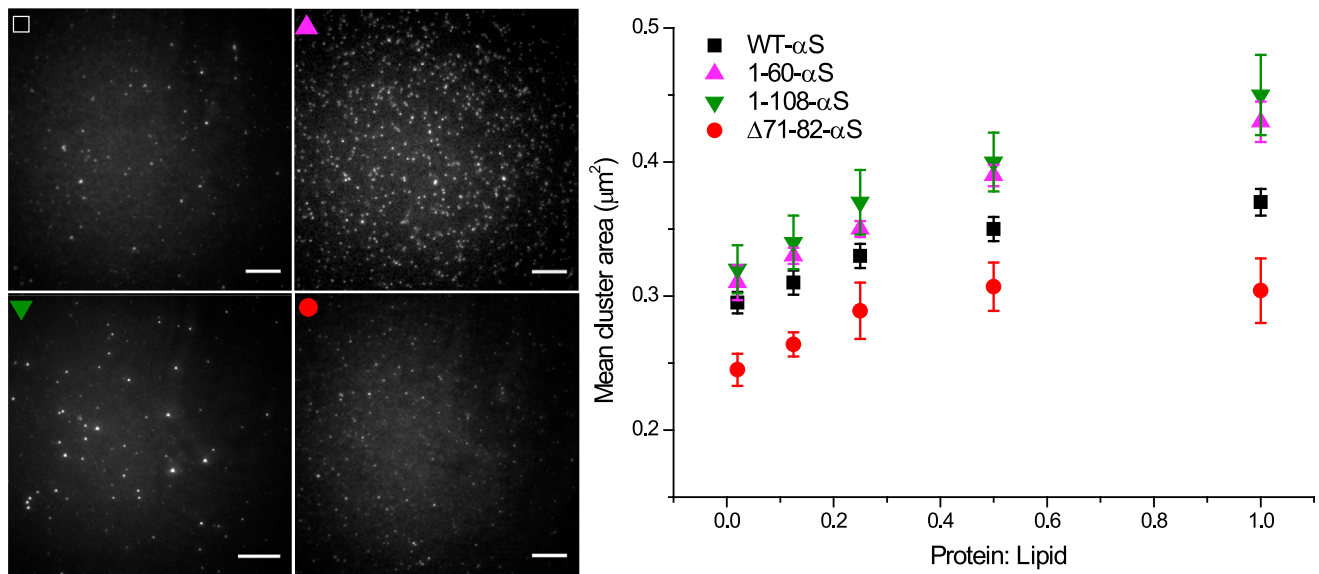 0.5
0.4
0.3
0.2
Mean cluster area (μm²)
WT-αS
1-60-αS
1-108-αS
Δ71-82-αS
0.0 0.2 0.4 0.6 0.8 1.0
Protein: Lipid